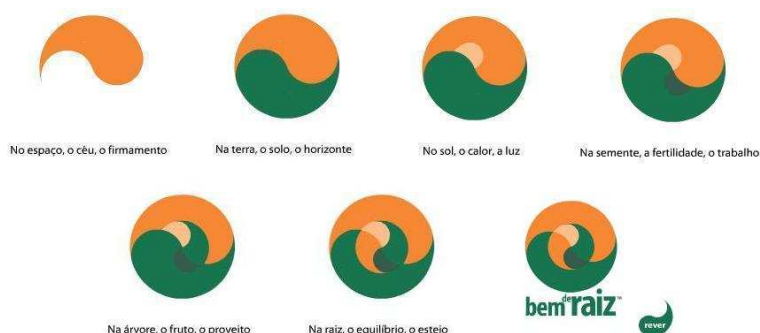 No espaço, o céu, o firmamento
Na terra, o solo, o horizonte
No sol, o calor, a luz
Na semente, a fertilidade, o trabalho
Na árvore, o fruto, o proveito
Na raiz, o equilíbrio, o esteio
bem de raiz™
rever